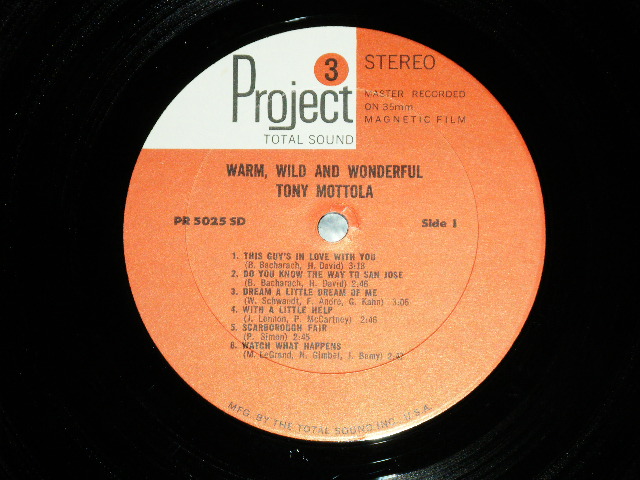 Project 3
TOTAL SOUND
STEREO
MASTER RECORDED
ON 35mm
MAGNETIC FILM
WARM, WILD AND WONDERFUL
TONY MOTTOLA
PR 5025 SD
Side 1
1. THIS GUY'S IN LOVE WITH YOU
(B. Bacharach, H. David) 3:18
2. DO YOU KNOW THE WAY TO SAN JOSE
(B. Bacharach, H. David) 2:46
3. DREAM A LITTLE DREAM OF ME
(W. Schwandt, F. Andre, G. Kahn) 3:06
4. WITH A LITTLE HELP
(J. Lennon, P. McCartney) 2:46
5. SCARBOROUGH FAIR
(P. Simon) 2:45
6. WATCH WHAT HAPPENS
(M. LeGrand, N. Gimbel, J. Demy)
MFG. BY THE TOTAL SOUND INC. U.S.A.